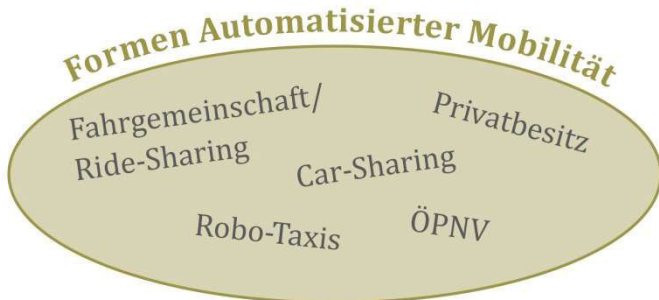 Formen Automatisierter Mobilität
Fahrgemeinschaft/
Ride-Sharing
Privatbesitz
Car-Sharing
Robo-Taxis
ÖPNV